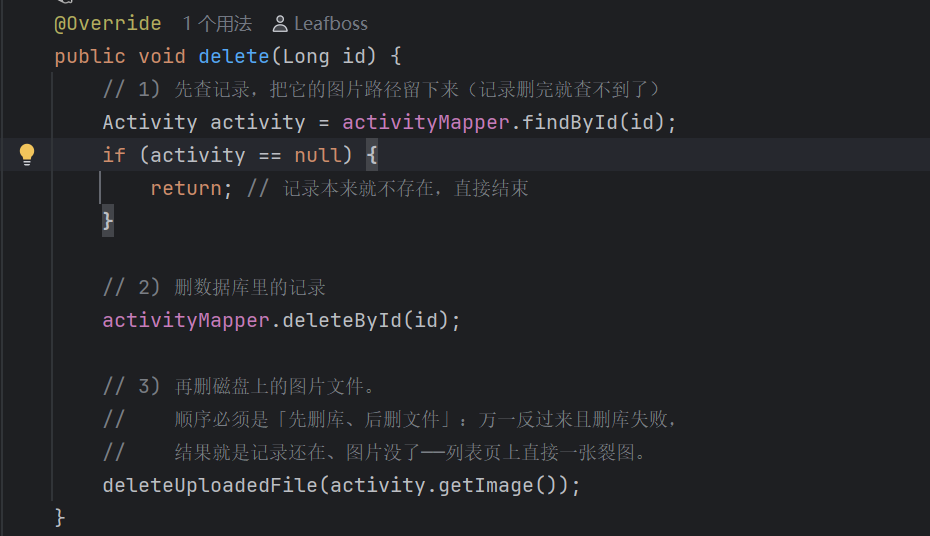 @Override 1 个用法 Leafboss
public void delete(Long id) {
// 1) 先查记录，把它的图片路径留下来（记录删完就查不到了）
Activity activity = activityMapper.findById(id);
if (activity == null) {
return; // 记录本来就不存在，直接结束
}
// 2) 删数据库里的记录
activityMapper.deleteById(id);
// 3) 再删磁盘上的图片文件。
// 顺序必须是「先删库、后删文件」：万一反过来且删库失败，
// 结果就是记录还在、图片没了——列表页上直接一张裂图。
deleteUploadedFile(activity.getImage());
}